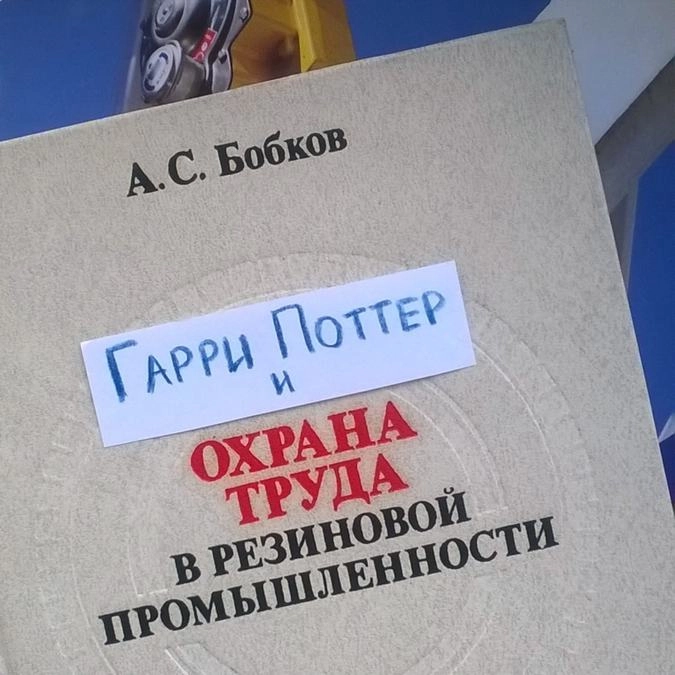 А.С. Бобков
Гарри Поттер
и
ОХРАНА
ТРУДА
В РЕЗИНОВОЙ
ПРОМЫШЛЕННОСТИ